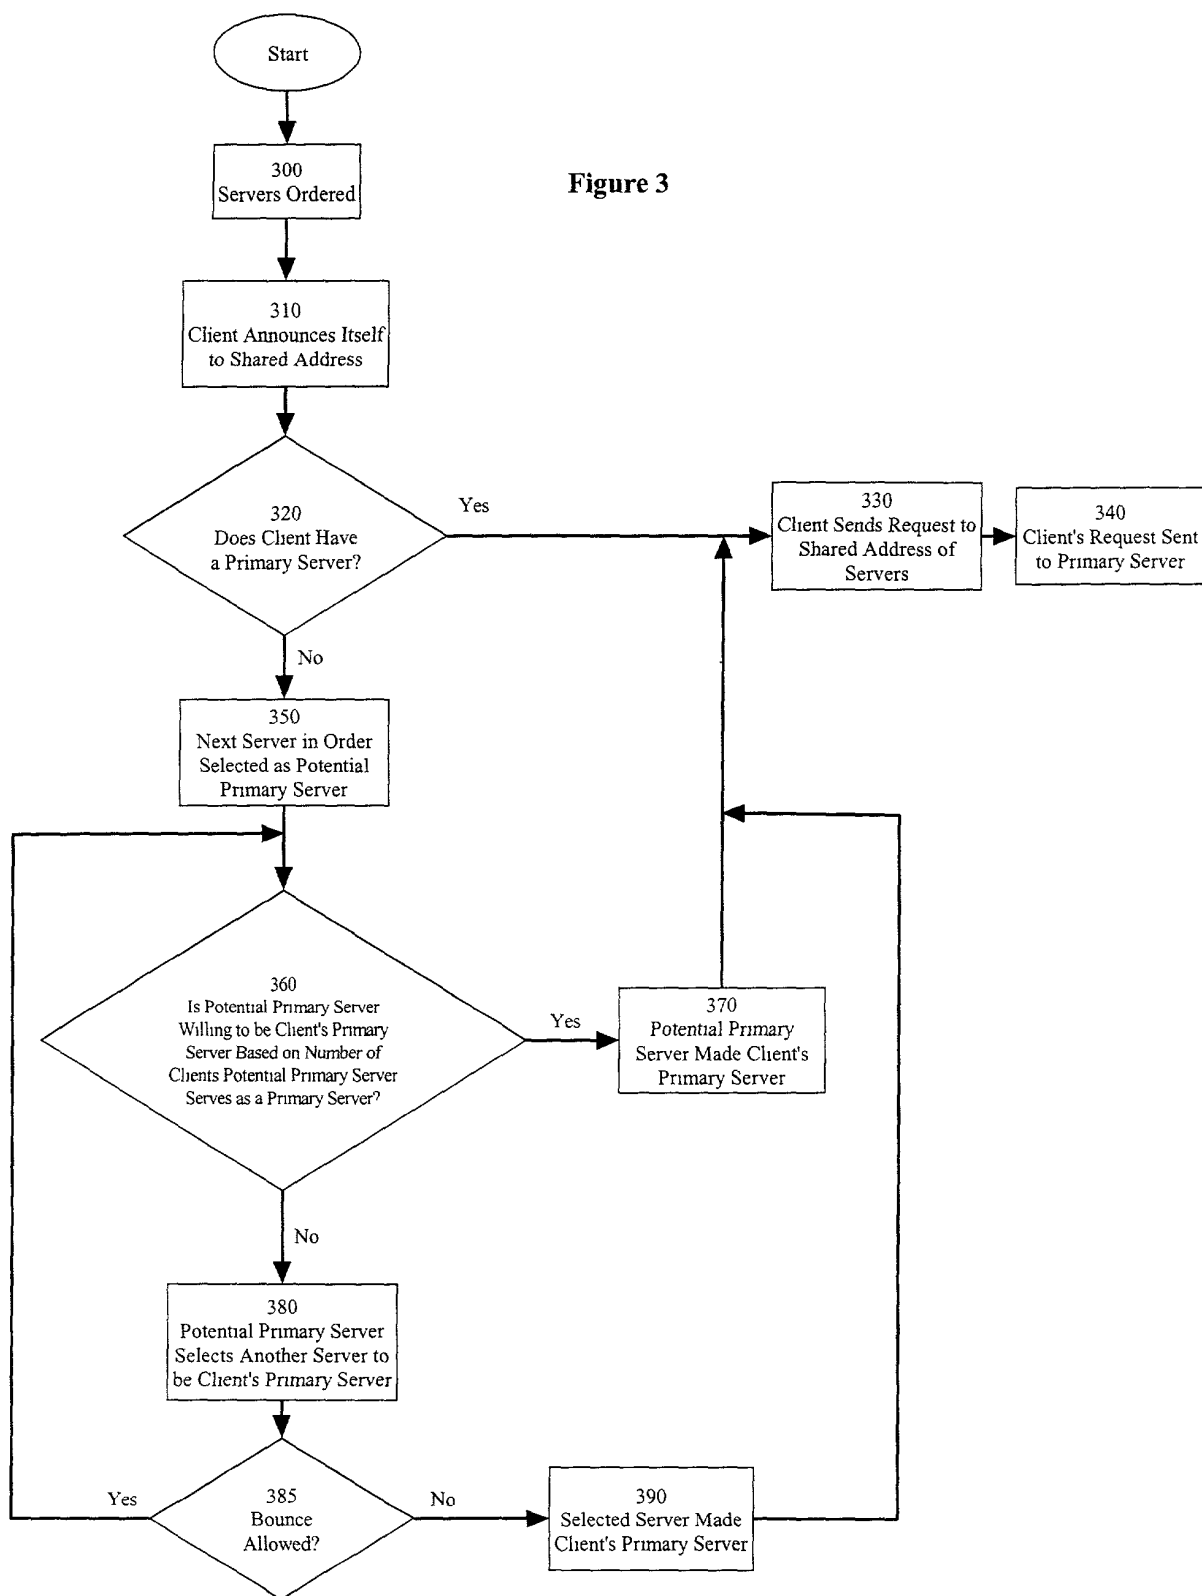 Start
300
Servers Ordered
Figure 3
310
Client Announces Itself
to Shared Address
320
Does Client Have
a Primary Server?
Yes
330
Client Sends Request to
Shared Address of
Servers
340
Client's Request Sent
to Primary Server
No
350
Next Server in Order
Selected as Potential
Primary Server
360
Is Potential Primary Server
Willing to be Client's Primary
Server Based on Number of
Clients Potential Primary Server
Serves as a Primary Server?
Yes
370
Potential Primary
Server Made Client's
Primary Server
No
380
Potential Primary Server
Selects Another Server to
be Client's Primary Server
Yes
385
Bounce
Allowed?
No
390
Selected Server Made
Client's Primary Server